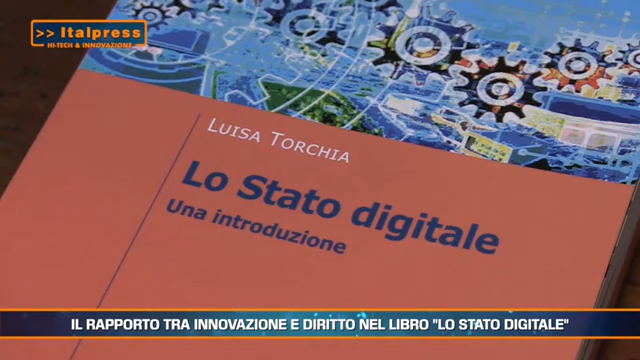 >> Italpress
HI-TECH & INNOVAZIONE
LUISA TORCHIA
Lo Stato digitale
Una introduzione
IL RAPPORTO TRA INNOVAZIONE E DIRITTO NEL LIBRO "LO STATO DIGITALE"